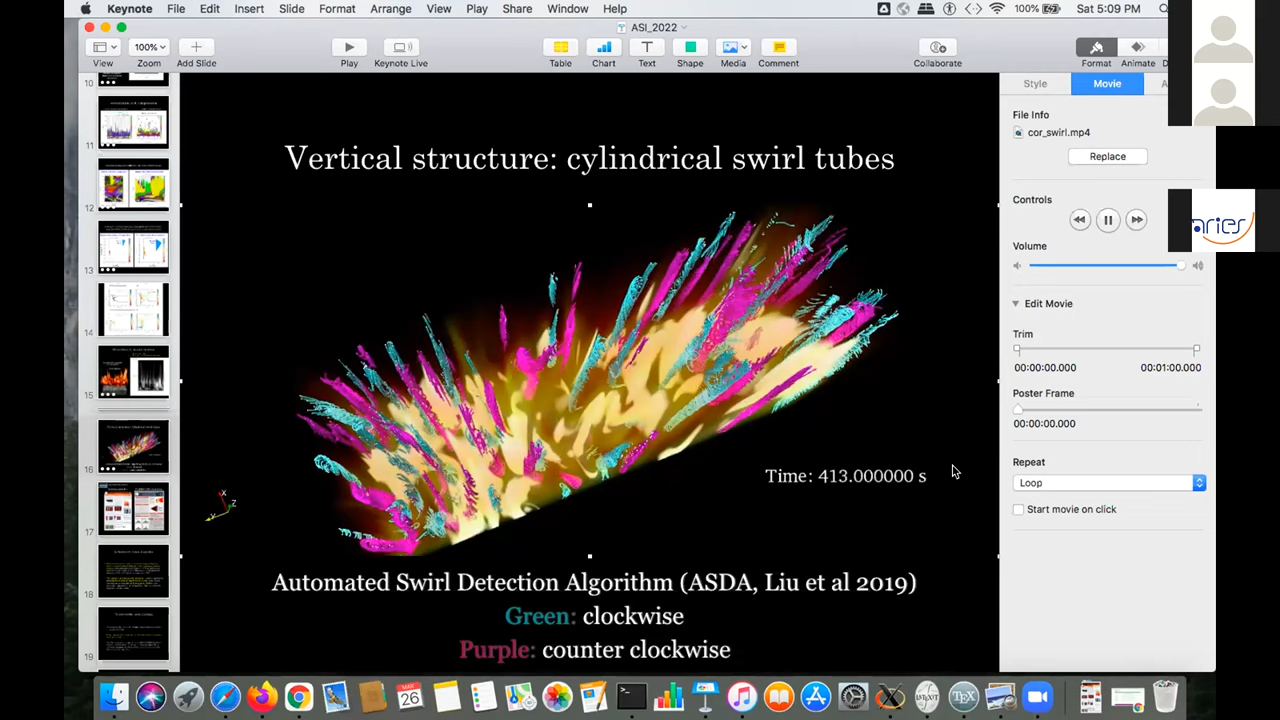 Keynote File Edit Insert Slide Format Arrange View Play Share Window Help 100% Sat 5:09 PM
ASI_2022
100%
View Zoom Add Slide Play Keynote Live Table Chart Text Shape Media Comment Collaborate Format Animate
Style Movie
File Info
cor_swirl.mp4
Replace
Controls
Volume
Edit Movie
Trim
00:00:00.000 00:01:00.000
Poster Frame
00:00:00.000
Repeat
Loop
Start movie on click
10
11
12
13
14
15
16
17
18
19
Vertical structure: cylindrical swirl tubes
Time: 413.000000 s
X
Z
Y
Automated Swirl Detection Algorithm (ASDA, Liu et al 2019)
Green: clockwise
Purple: counter clockwise
aries
MAR
26
TEX